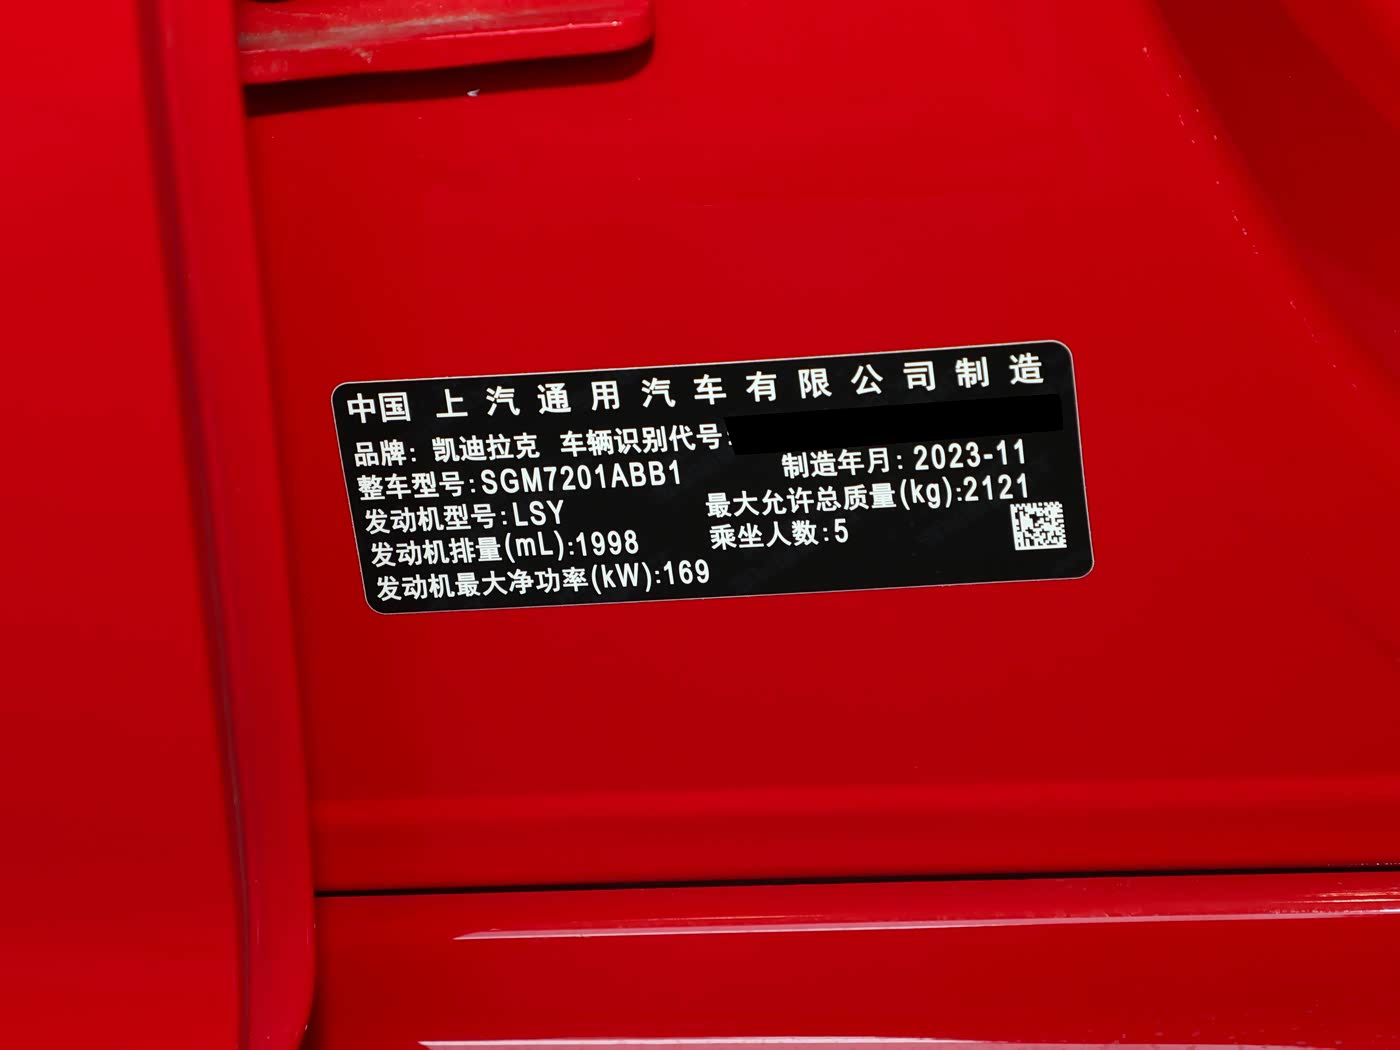 中国 上汽通用汽车有限公司制造
品牌: 凯迪拉克 车辆识别代号:
整车型号:SGM7201ABB1 制造年月: 2023-11
发动机型号:LSY 最大允许总质量(kg):2121
发动机排量(mL):1998 乘坐人数:5
发动机最大净功率(kW):169